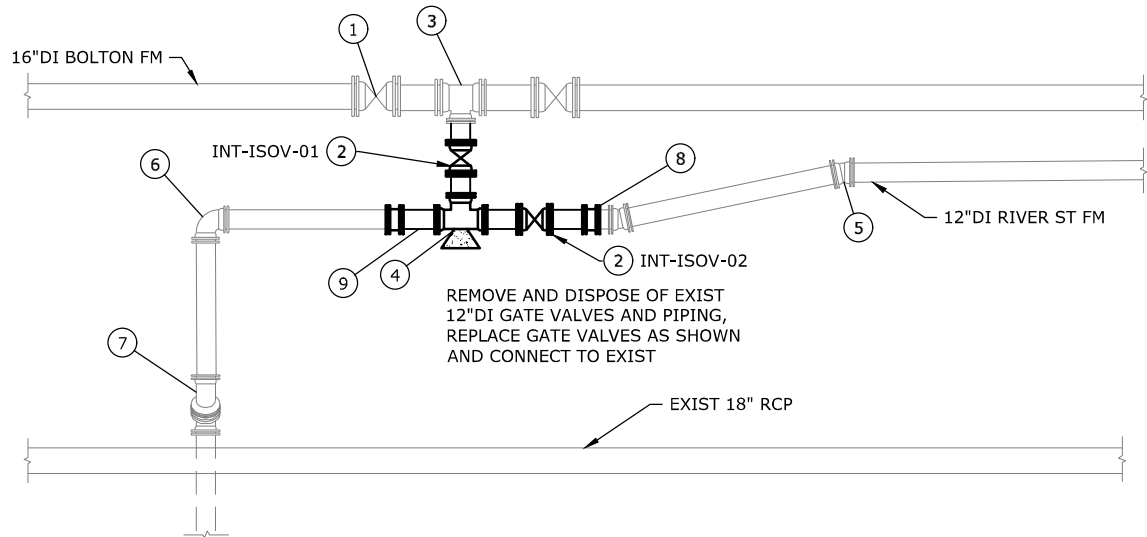 1
3
16"DI BOLTON FM
INT-ISOV-01
2
8
6
12"DI RIVER ST FM
5
9
4
2
INT-ISOV-02
REMOVE AND DISPOSE OF EXIST
12"DI GATE VALVES AND PIPING,
REPLACE GATE VALVES AS SHOWN
AND CONNECT TO EXIST
7
EXIST 18" RCP